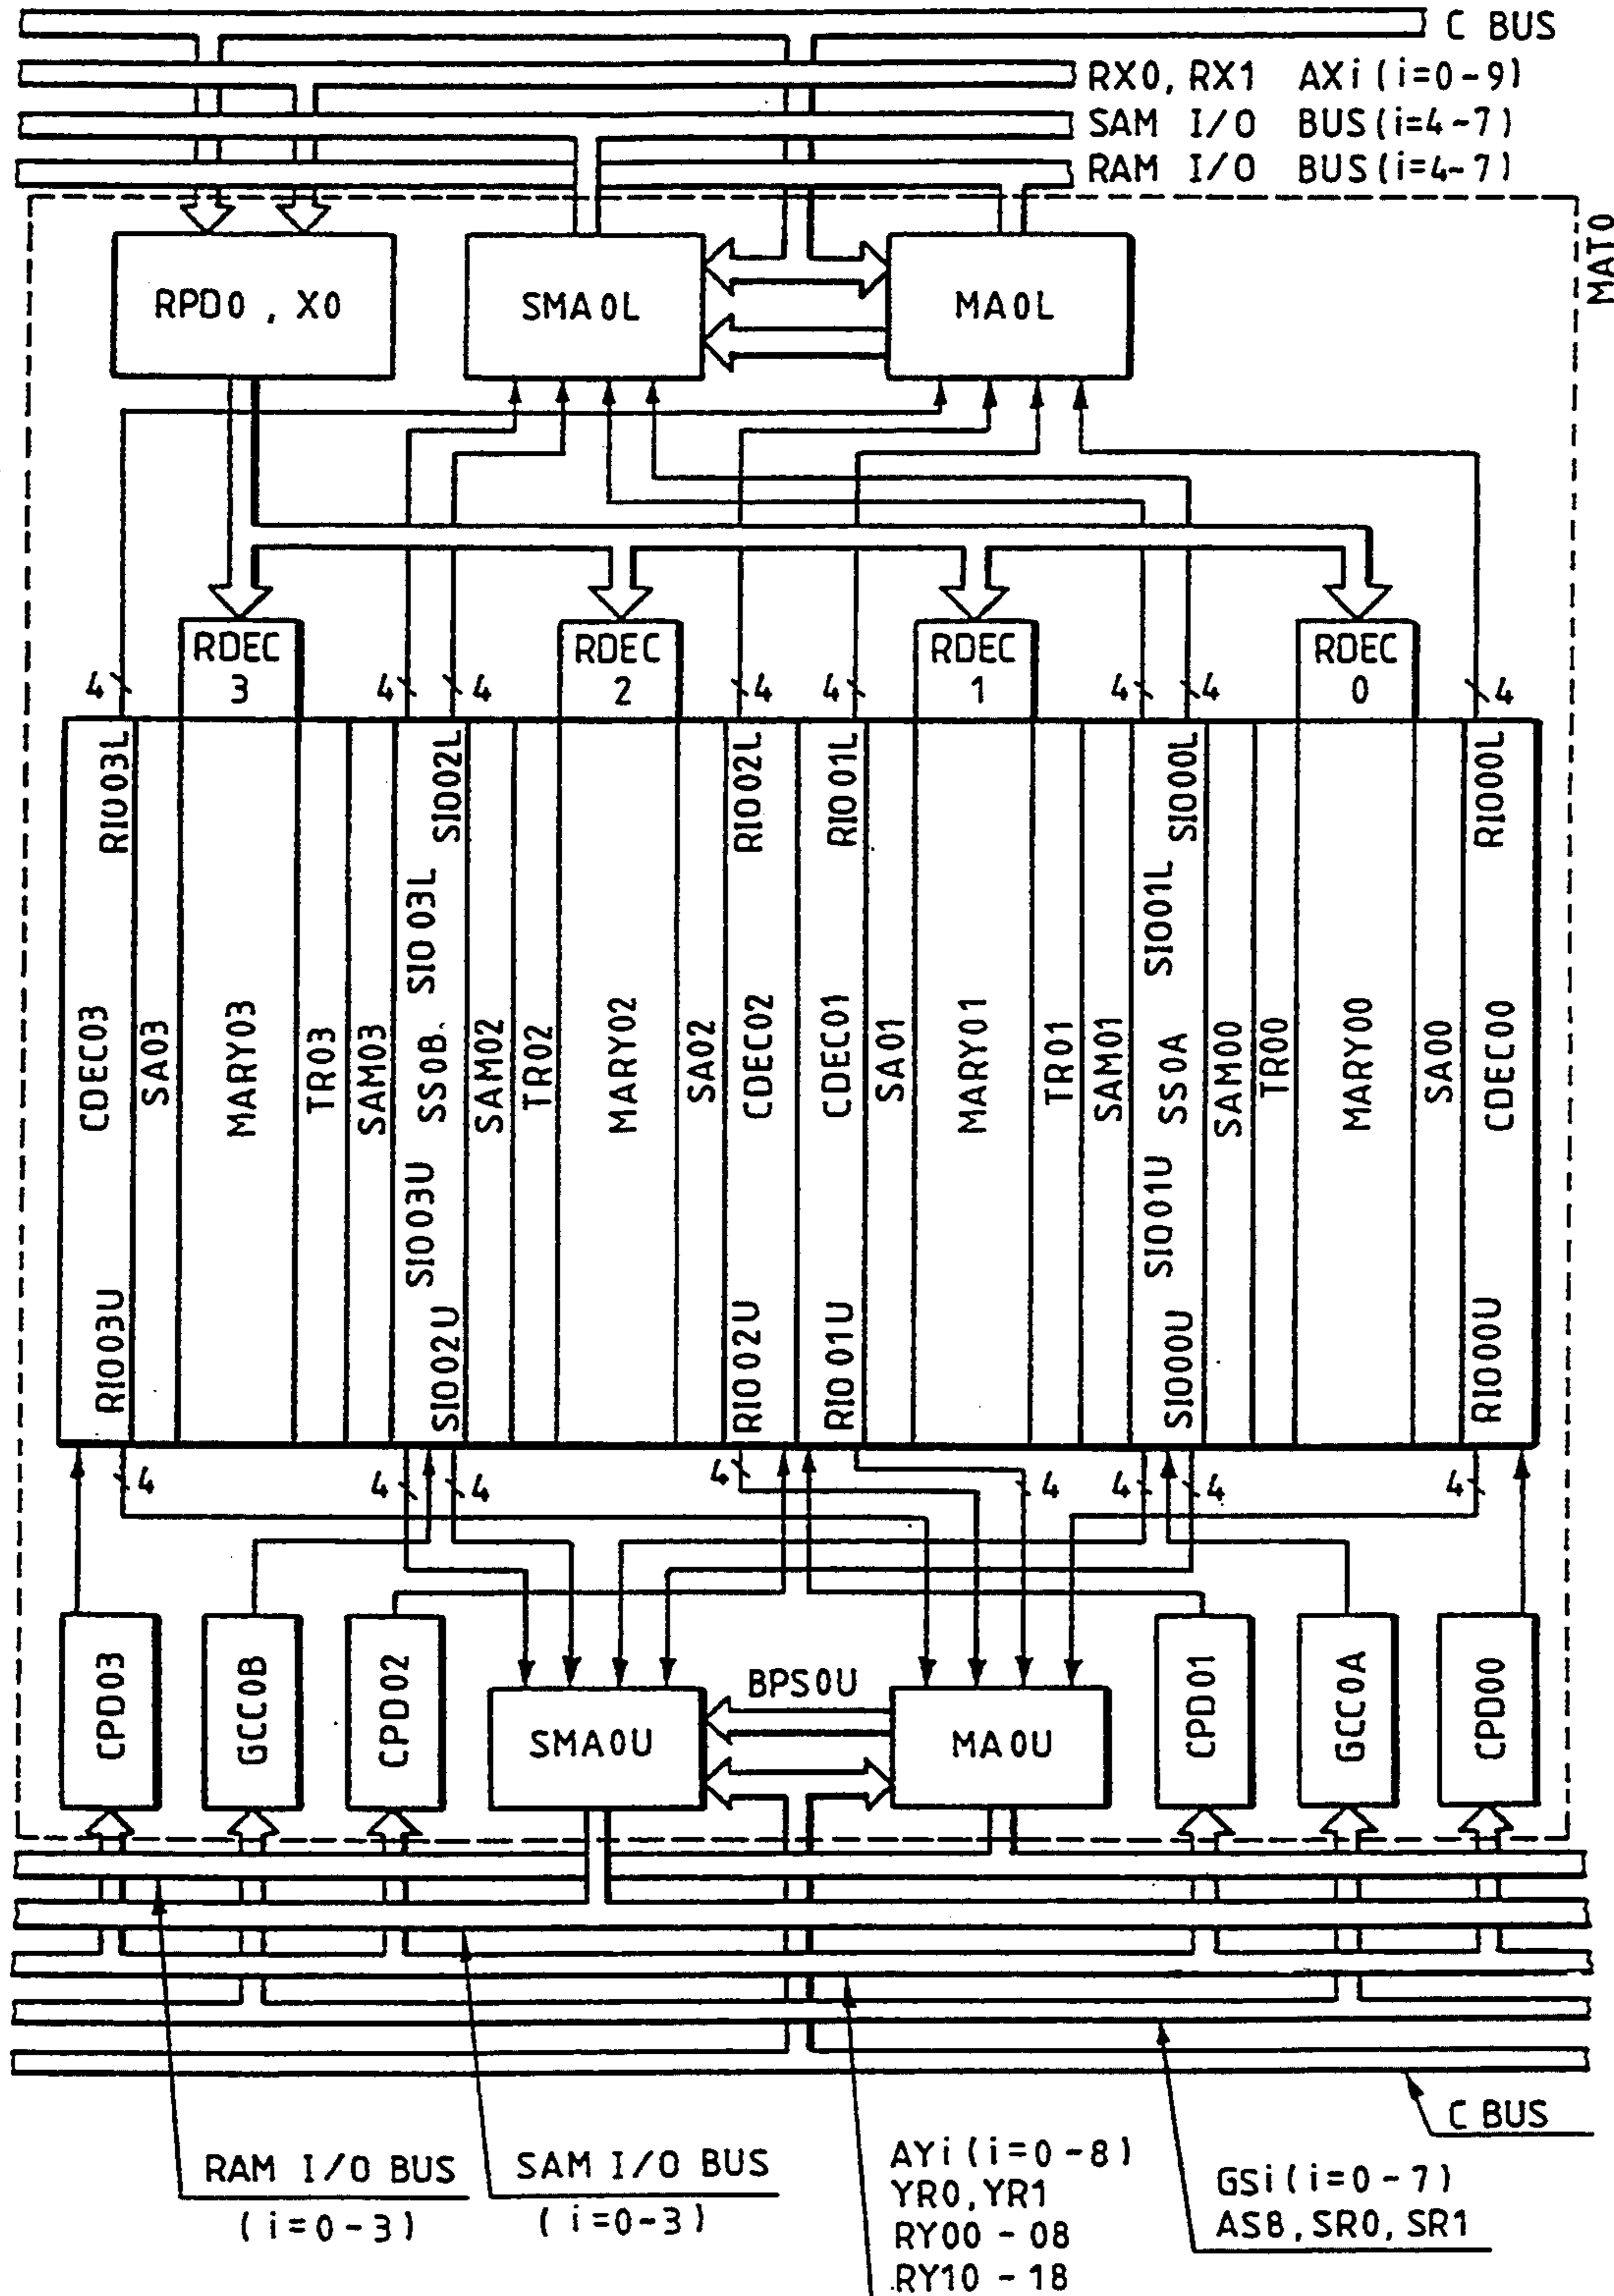 C BUS
RX0, RX1 AXi (i=0-9)
SAM I/O BUS (i=4~7)
RAM I/O BUS (i=4~7)
MAT0
RPD0 , X0
SMA0L
MA0L
RDEC 3
RDEC 2
RDEC 1
RDEC 0
4
4
4
4
4
4
4
4
RIO03L
SIO02L
RIO02L
RIO01L
SIO00L
RIO00L
SIO03L
SIO01L
CDEC03
SA03
MARY03
TR03
SAM03
SS0B
SAM02
TR02
MARY02
SA02
CDEC02
CDEC01
SA01
MARY01
TR01
SAM01
SS0A
SAM00
TR00
MARY00
SA00
CDEC00
SIO03U
SIO01U
RIO03U
SIO02U
RIO02U
RIO01U
SIO00U
RIO00U
4
4
4
4
4
4
4
4
CPD03
GCC0B
CPD02
SMA0U
BPS0U
MA0U
CPD01
GCC0A
CPD00
C BUS
RAM I/O BUS
(i=0-3)
SAM I/O BUS
(i=0~3)
AYi (i=0-8)
YR0, YR1
RY00 - 08
RY10 - 18
GSi (i=0-7)
AS8, SR0, SR1